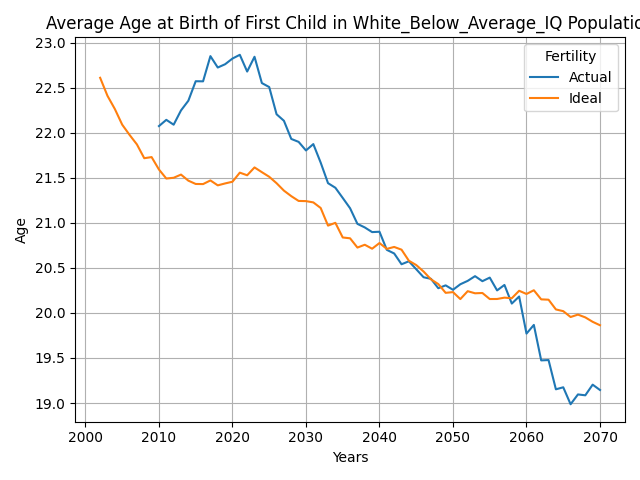 Average Age at Birth of First Child in White_Below_Average_IQ Populatio
23.0
22.5
22.0
21.5
21.0
20.5
20.0
19.5
19.0
Age
Fertility
Actual
Ideal
2000 2010 2020 2030 2040 2050 2060 2070
Years